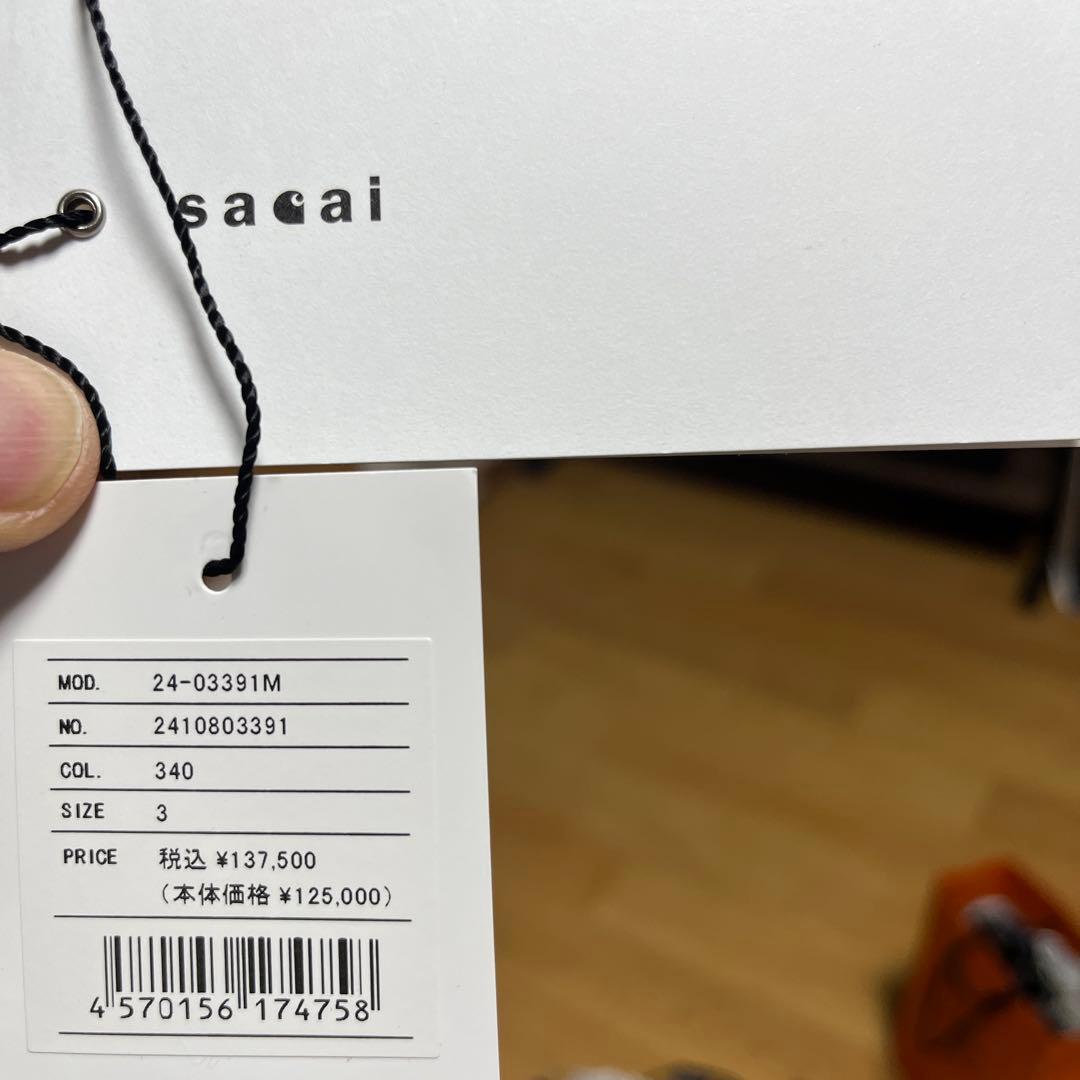 sacai
MOD. 24-03391M
NO. 2410803391
COL. 340
SIZE 3
PRICE 税込 ¥137,500
(本体価格 ¥125,000)
4 570156 174758